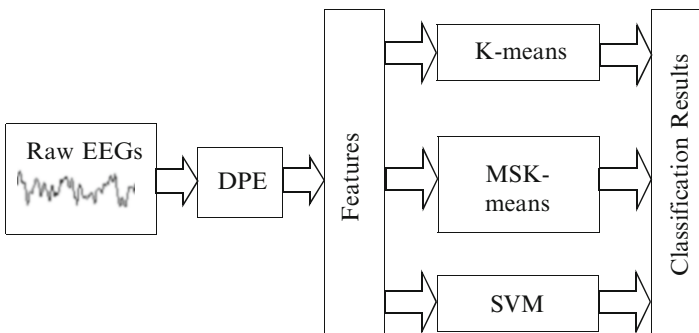 Raw EEGs
DPE
Features
K-means
MSK-
means
SVM
Classification Results